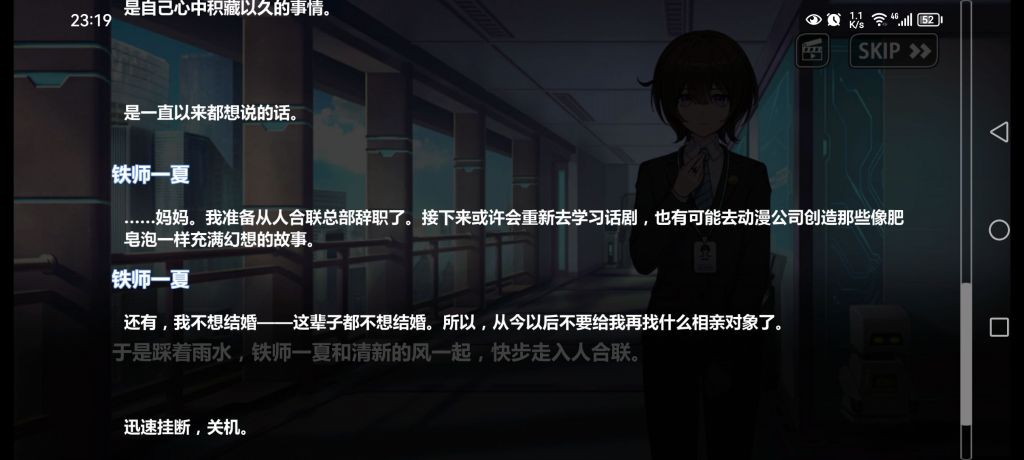 是自己心中积藏以久的事情。
23:19
1.1
K/s
4G
52
SKIP
是一直以来都想说的话。
铁师一夏
……妈妈。我准备从人合联总部辞职了。接下来或许会重新去学习话剧，也有可能去动漫公司创造那些像肥
皂泡一样充满幻想的故事。
铁师一夏
还有，我不想结婚——这辈子都不想结婚。所以，从今以后不要给我再找什么相亲对象了。
于是踩着雨水，铁师一夏和清新的风一起，快步走入人合联。
迅速挂断，关机。